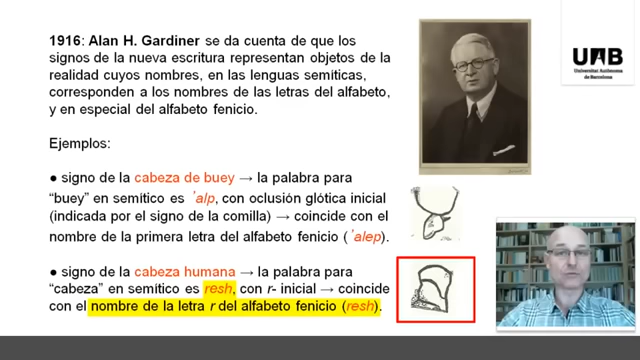 1916: Alan H. Gardiner se da cuenta de que los
signos de la nueva escritura representan objetos de la
realidad cuyos nombres, en las lenguas semíticas,
corresponden a los nombres de las letras del alfabeto,
y en especial del alfabeto fenicio.
Ejemplos:
● signo de la cabeza de buey → la palabra para
“buey” en semítico es ’alp, con oclusión glótica inicial
(indicada por el signo de la comilla) → coincide con el
nombre de la primera letra del alfabeto fenicio (’alep).
● signo de la cabeza humana → la palabra para
“cabeza” en semítico es resh, con r- inicial → coincide
con el nombre de la letra r del alfabeto fenicio (resh).
UAB
Universitat Autònoma
de Barcelona